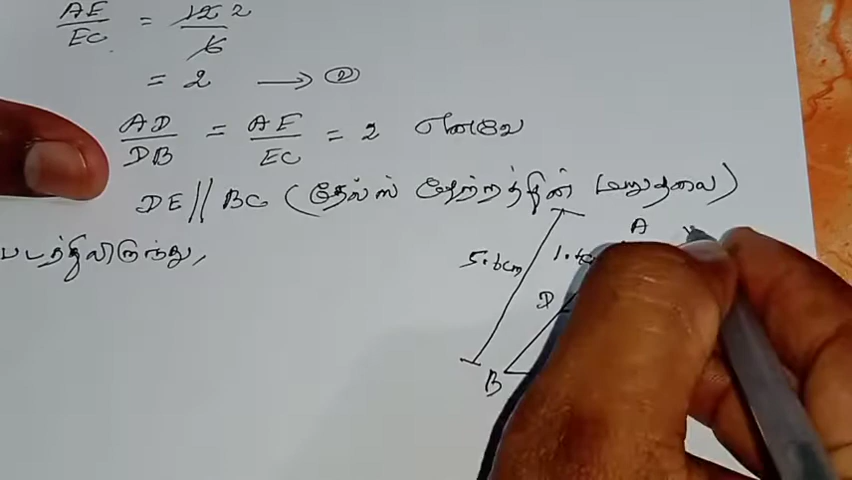 AE/EC = 12/6 2
= 2 → ②
AD/DB = AE/EC = 2 எனவே
DE || BC (தேல்ஸ் தேற்றத்தின் மறுதலை)
படத்திலிருந்து,
A
5.6cm
D
B